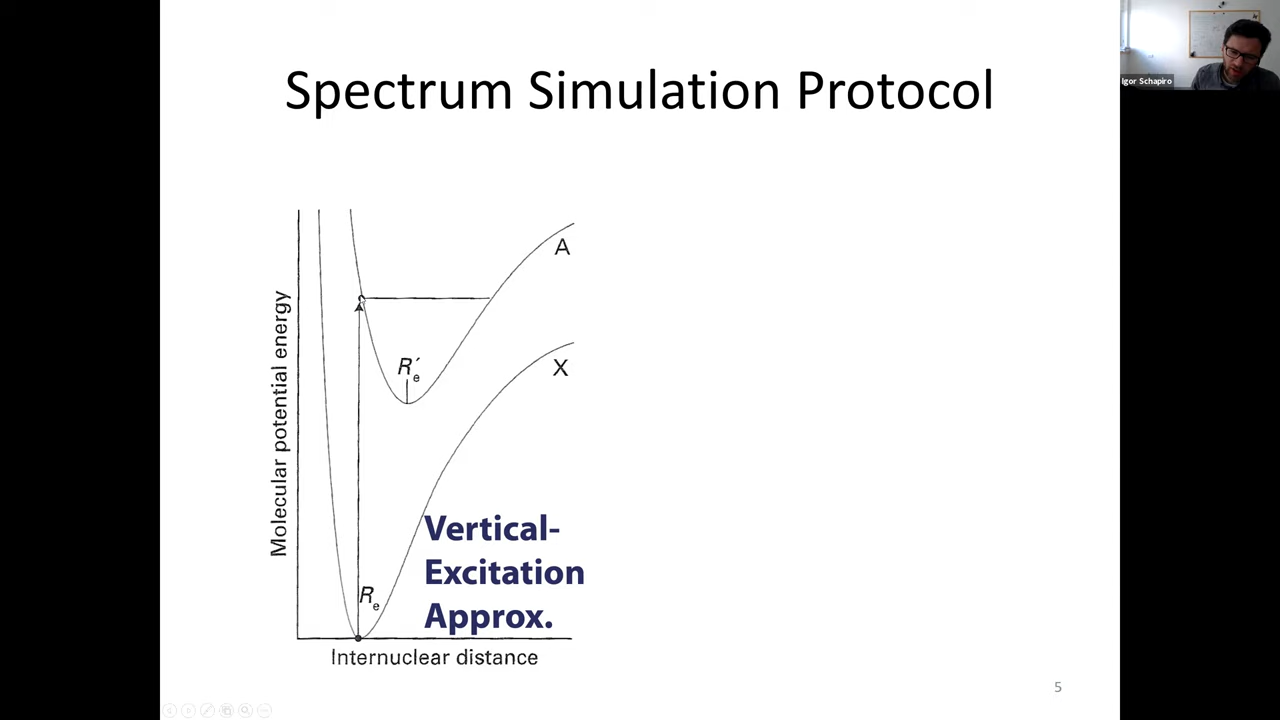 Spectrum Simulation Protocol
Igor Schapiro
A
Molecular potential energy
R´e
X
Vertical-
Excitation
Approx.
Re
Internuclear distance
5